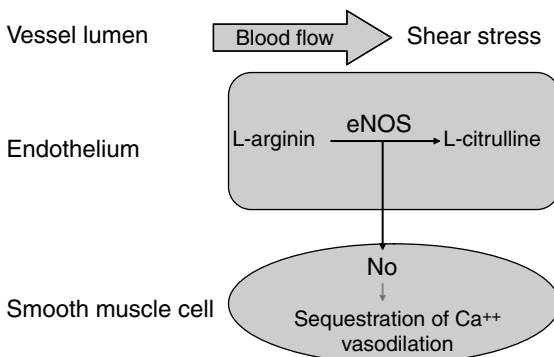 Vessel lumen
Blood flow
Shear stress
Endothelium
eNOS
L-arginin
L-citrulline
Smooth muscle cell
No
Sequestration of Ca++
vasodilation